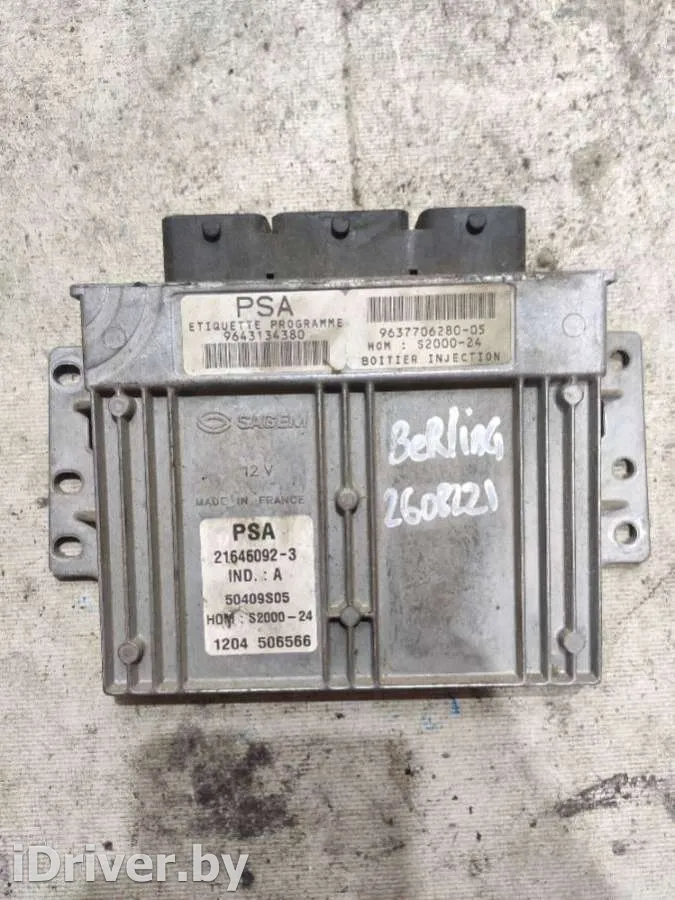 PSA
ETIQUETTE PROGRAMME
9643134380
9637706280-05
HOM : S2000-24
BOITIER INJECTION
SAGEM
12 V
MADE IN FRANCE
BeRlinG
2608221
PSA
21646092-3
IND. : A
50409S05
HOM : S2000-24
1204 506566
iDriver.by